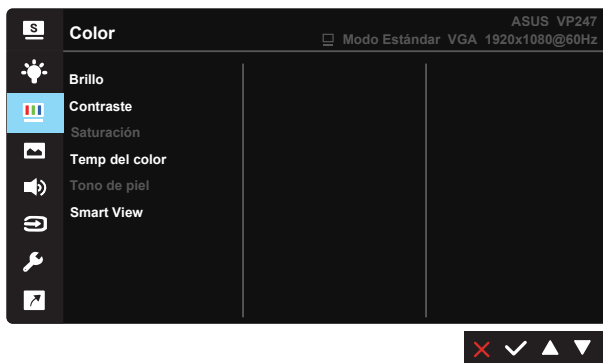 S
Color
ASUS VP247
Modo Estándar VGA 1920x1080@60Hz
Brillo
Contraste
Saturación
Temp del color
Tono de piel
Smart View